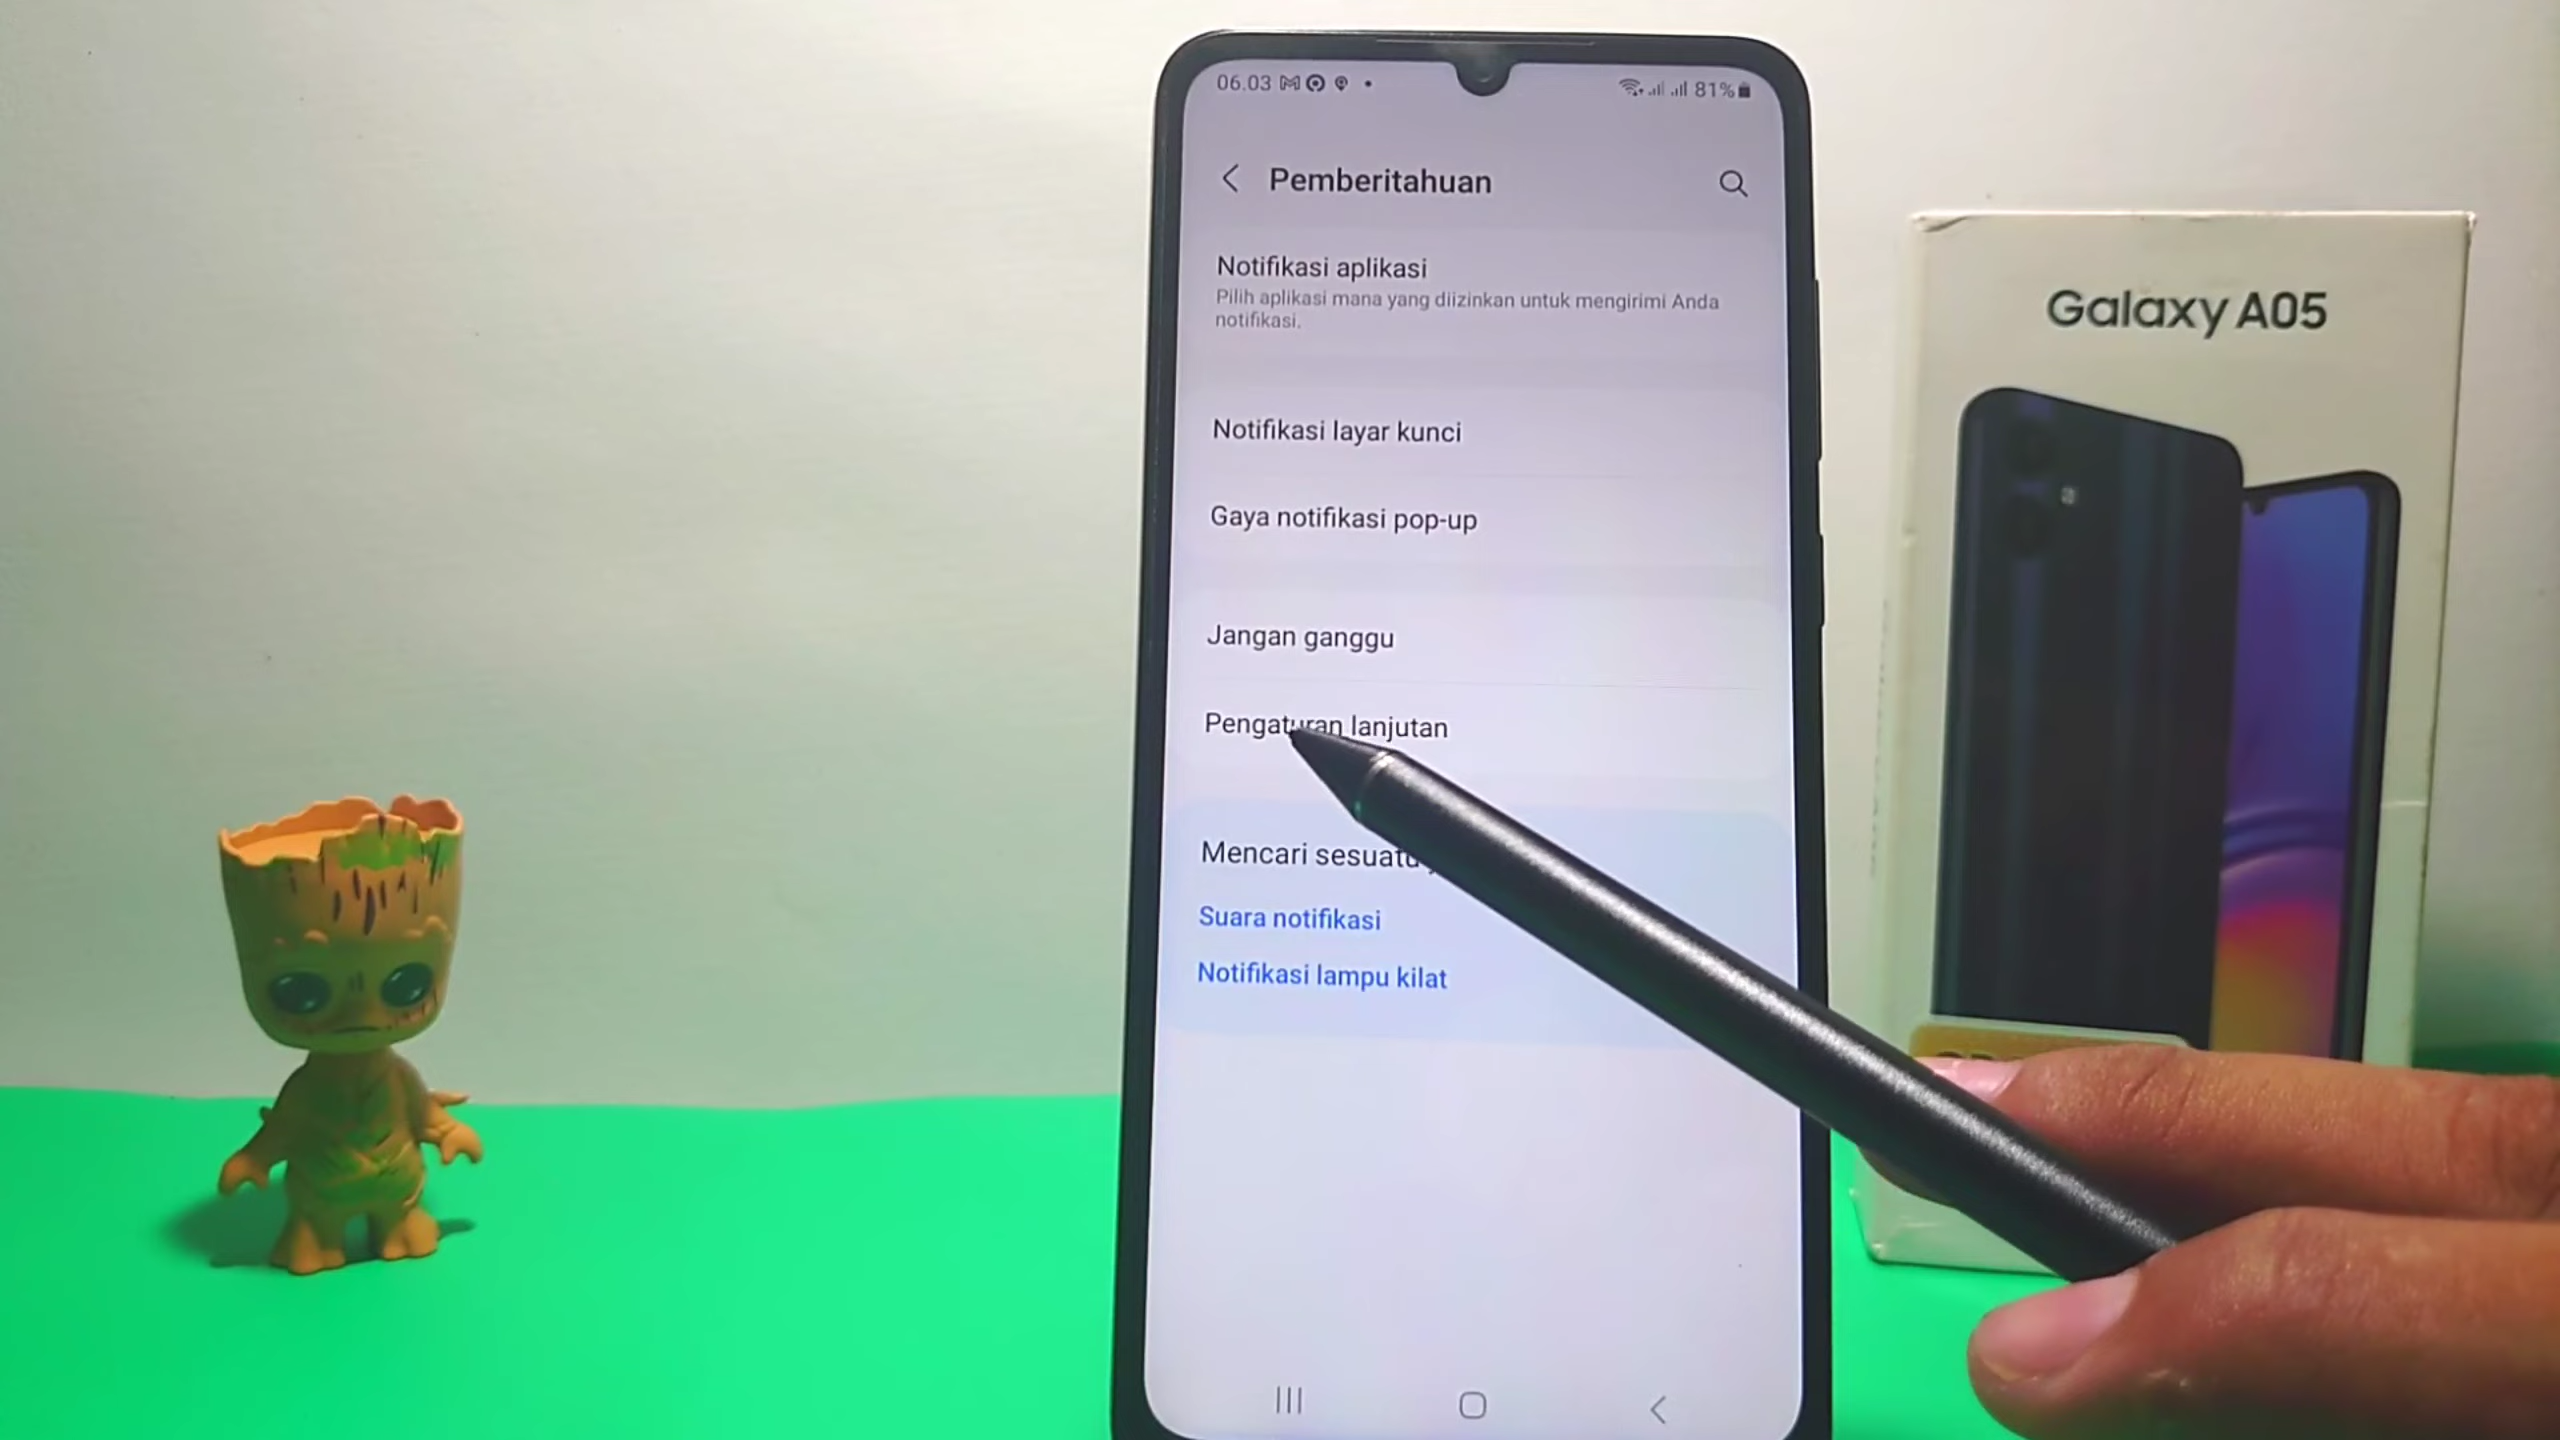 06.03
81%
Pemberitahuan
Notifikasi aplikasi
Pilih aplikasi mana yang diizinkan untuk mengirimi Anda
notifikasi.
Notifikasi layar kunci
Gaya notifikasi pop-up
Jangan ganggu
Pengaturan lanjutan
Mencari sesuatu
Suara notifikasi
Notifikasi lampu kilat
Galaxy A05